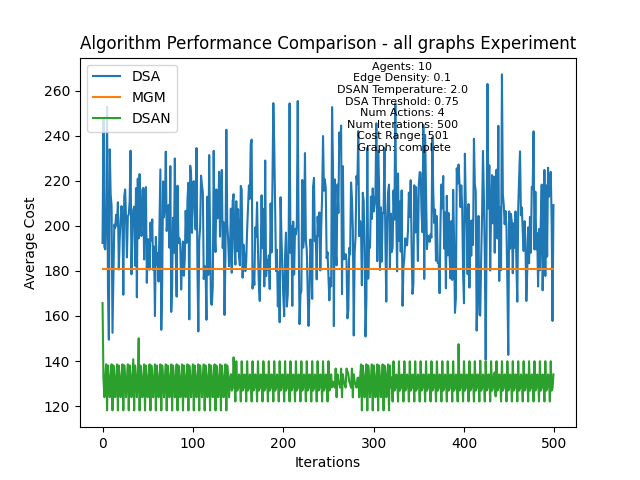 Algorithm Performance Comparison - all graphs Experiment
DSA
MGM
DSAN
Agents: 10
Edge Density: 0.1
DSAN Temperature: 2.0
DSA Threshold: 0.75
Num Actions: 4
Num Iterations: 500
Cost Range: 501
Graph: complete
Average Cost
260
240
220
200
180
160
140
120
0
100
200
300
400
500
Iterations